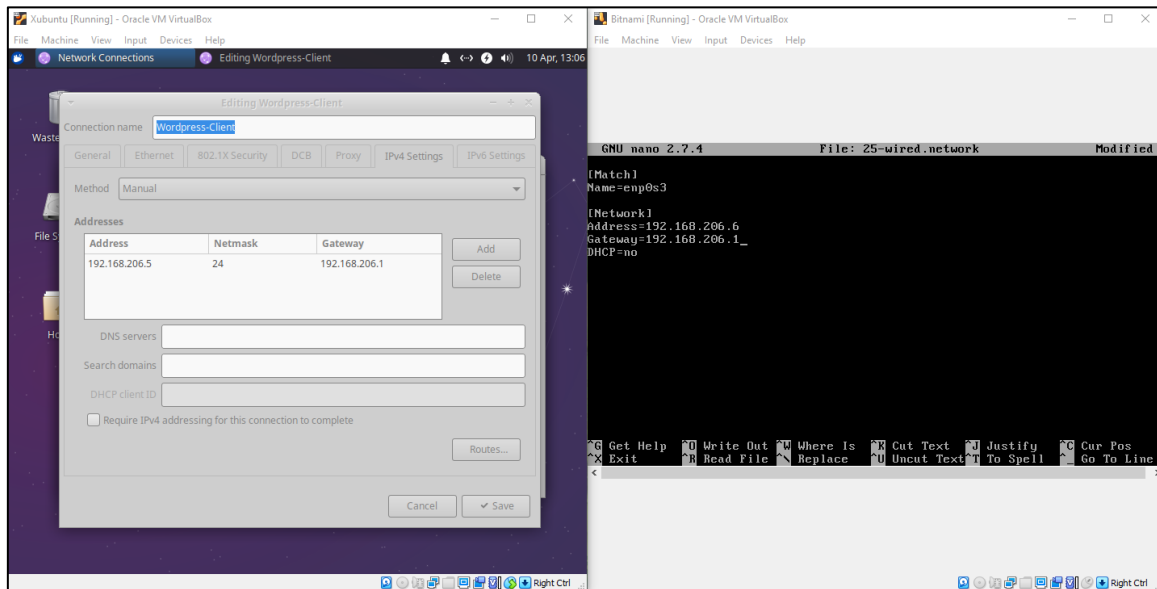 Xubuntu [Running] - Oracle VM VirtualBox
File Machine View Input Devices Help
Network Connections Editing Wordpress-Client 10 Apr, 13:06
Waste
File S
Ho
Editing Wordpress-Client
Connection name Wordpress-Client
General Ethernet 802.1X Security DCB Proxy IPv4 Settings IPv6 Settings
Method Manual
Addresses
Address Netmask Gateway
192.168.206.5 24 192.168.206.1
Add
Delete
DNS servers
Search domains
DHCP client ID
Require IPv4 addressing for this connection to complete
Routes...
Cancel Save
Right Ctrl
Bitnami [Running] - Oracle VM VirtualBox
File Machine View Input Devices Help
GNU nano 2.7.4 File: 25-wired.network Modified
[Match]
Name=enp0s3
[Network]
Address=192.168.206.6
Gateway=192.168.206.1_
DHCP=no
^G Get Help ^O Write Out ^W Where Is ^K Cut Text ^J Justify ^C Cur Pos
^X Exit ^R Read File ^\ Replace ^U Uncut Text ^T To Spell ^_ Go To Line
Right Ctrl